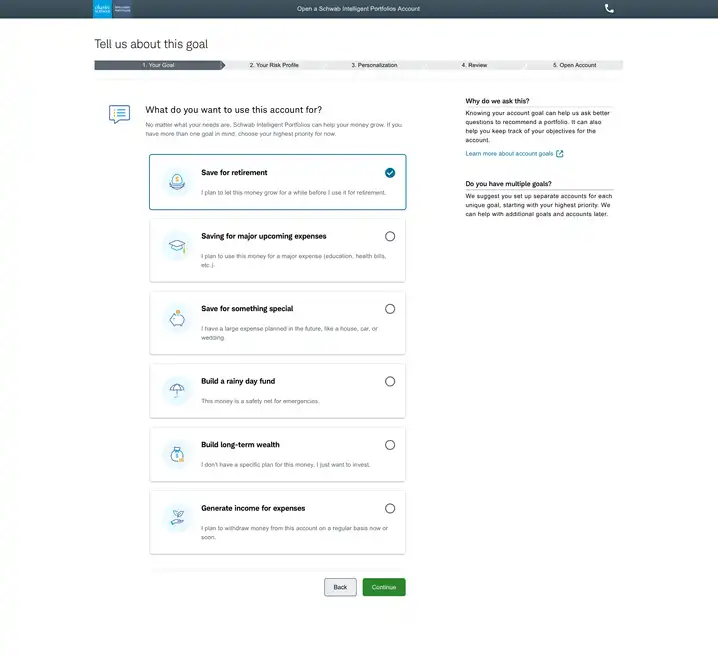 charles
SCHWAB
INTELLIGENT
PORTFOLIOS
Open a Schwab Intelligent Portfolios Account
Tell us about this goal
1. Your Goal
2. Your Risk Profile
3. Personalization
4. Review
5. Open Account
What do you want to use this account for?
No matter what your needs are, Schwab Intelligent Portfolios can help your money grow. If you
have more than one goal in mind, choose your highest priority for now.
Save for retirement
I plan to let this money grow for a while before I use it for retirement.
Saving for major upcoming expenses
I plan to use this money for a major expense (education, health bills,
etc.)
Save for something special
I have a large expense planned in the future, like a house, car, or
wedding.
Build a rainy day fund
This money is a safety net for emergencies.
Build long-term wealth
I don't have a specific plan for this money, I just want to invest.
Generate income for expenses
I plan to withdraw money from this account on a regular basis now or
soon.
Back
Continue
Why do we ask this?
Knowing your account goal can help us ask better
questions to recommend a portfolio. It can also
help you keep track of your objectives for the
account.
Learn more about account goals
Do you have multiple goals?
We suggest you set up separate accounts for each
unique goal, starting with your highest priority. We
can help with additional goals and accounts later.